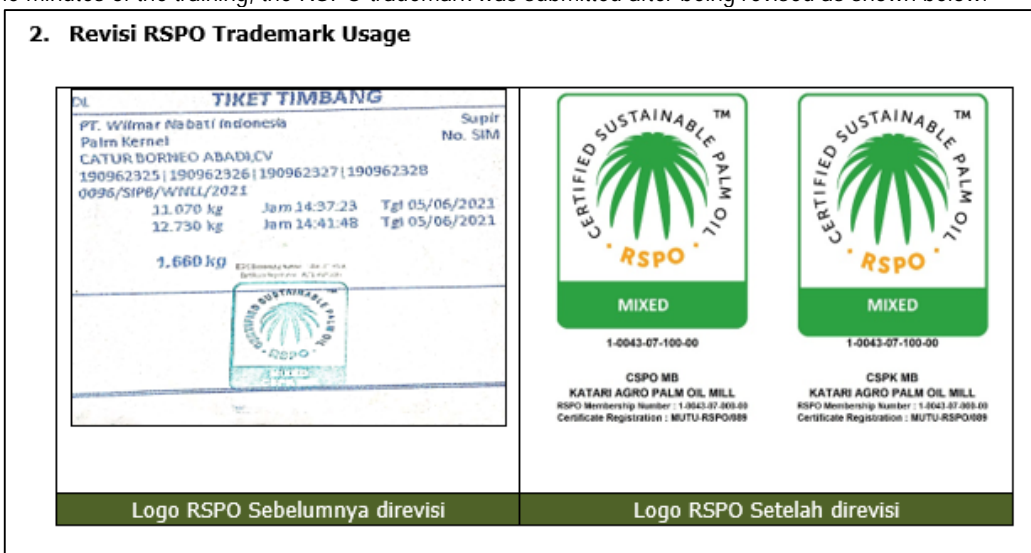 2. Revisi RSPO Trademark Usage
DL
TIKET TIMBANG
PT. Wilmar Nabati Indonesia
Supir
Palm Kernel
No. SIM
CATUR BORNEO ABADI,CV
190962325|190962326|190962327|190962328
0096/SIPB/WNLL/2021
11.070 kg Jam 14:37:23 Tgl 05/06/2021
12.730 kg Jam 14:41:48 Tgl 05/06/2021
1.660 kg
CERTIFIED SUSTAINABLE PALM OIL
RSPO
CERTIFIED SUSTAINABLE PALM OIL TM
RSPO
MIXED
1-0043-07-100-00
CSPO MB
KATARI AGRO PALM OIL MILL
RSPO Membership Number : 1-0043-07-000-00
Certificate Registration : MUTU-RSPO/089
CERTIFIED SUSTAINABLE PALM OIL TM
RSPO
MIXED
1-0043-07-100-00
CSPK MB
KATARI AGRO PALM OIL MILL
RSPO Membership Number : 1-0043-07-000-00
Certificate Registration : MUTU-RSPO/089
Logo RSPO Sebelumnya direvisi
Logo RSPO Setelah direvisi